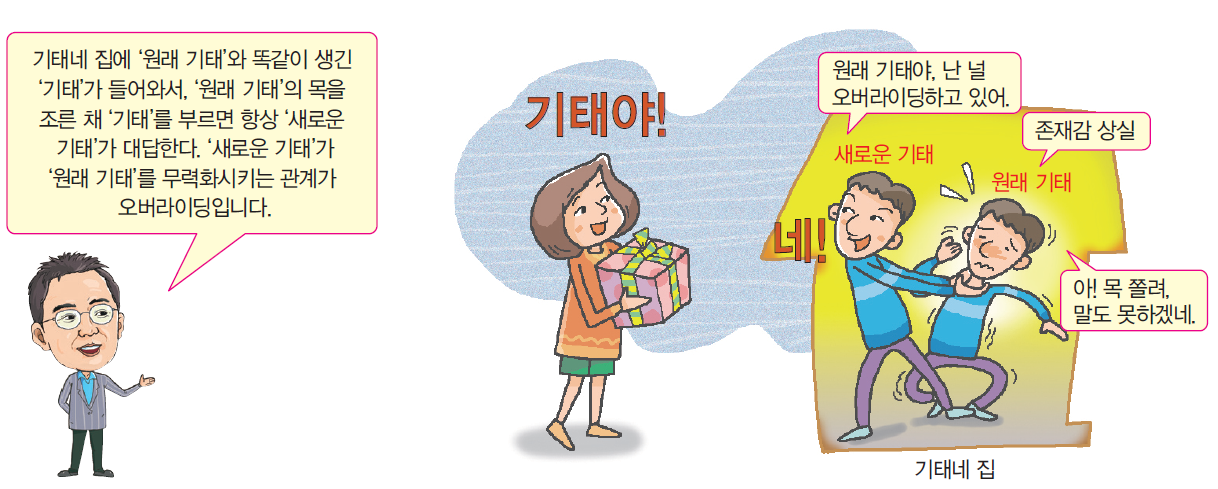 기태네 집에 ‘원래 기태’와 똑같이 생긴
‘기태’가 들어와서, ‘원래 기태’의 목을
조른 채 ‘기태’를 부르면 항상 ‘새로운
기태’가 대답한다. ‘새로운 기태’가
‘원래 기태’를 무력화시키는 관계가
오버라이딩입니다.
기태야!
원래 기태야, 난 널
오버라이딩하고 있어.
존재감 상실
새로운 기태
원래 기태
네!
아! 목 쫄려,
말도 못하겠네.
기태네 집